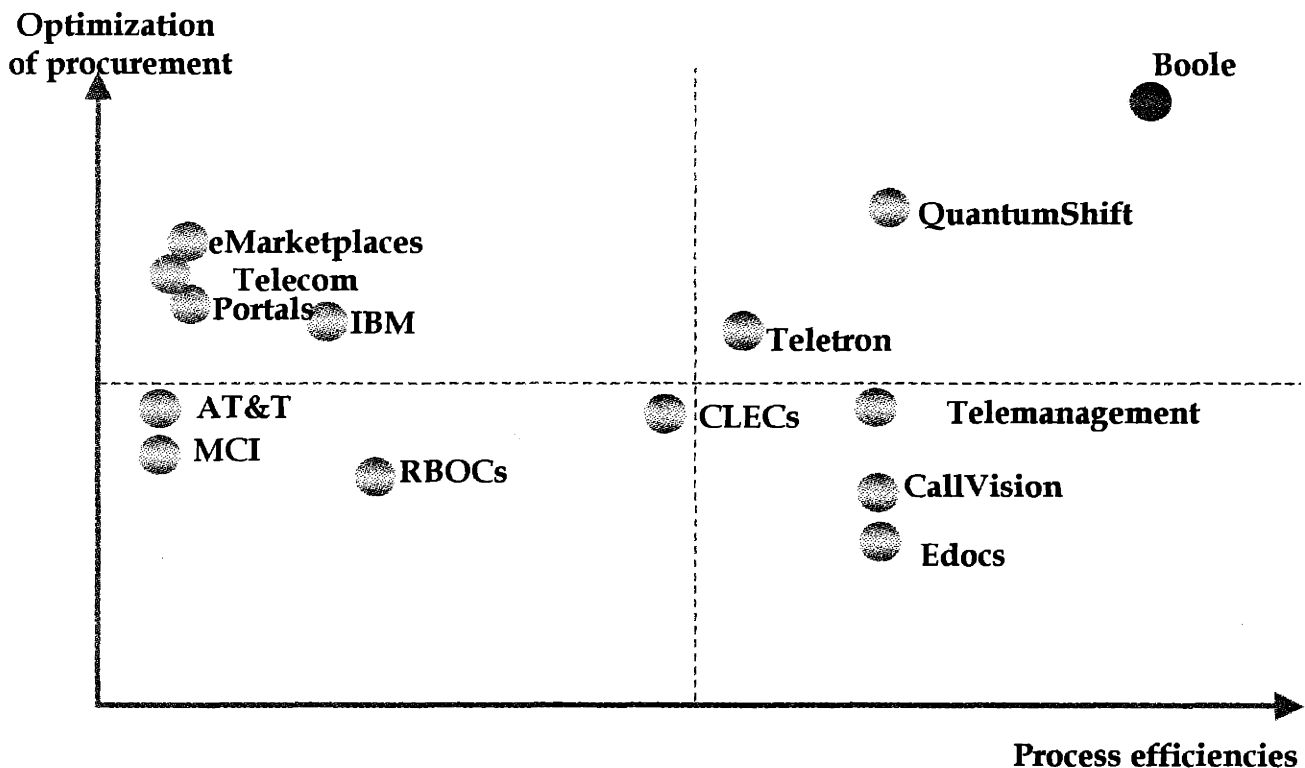 Optimization
of procurement
Boole
QuantumShift
eMarketplaces
Telecom
Portals
IBM
Teletron
AT&T
CLECs
Telemanagement
MCI
RBOCs
CallVision
Edocs
Process efficiencies